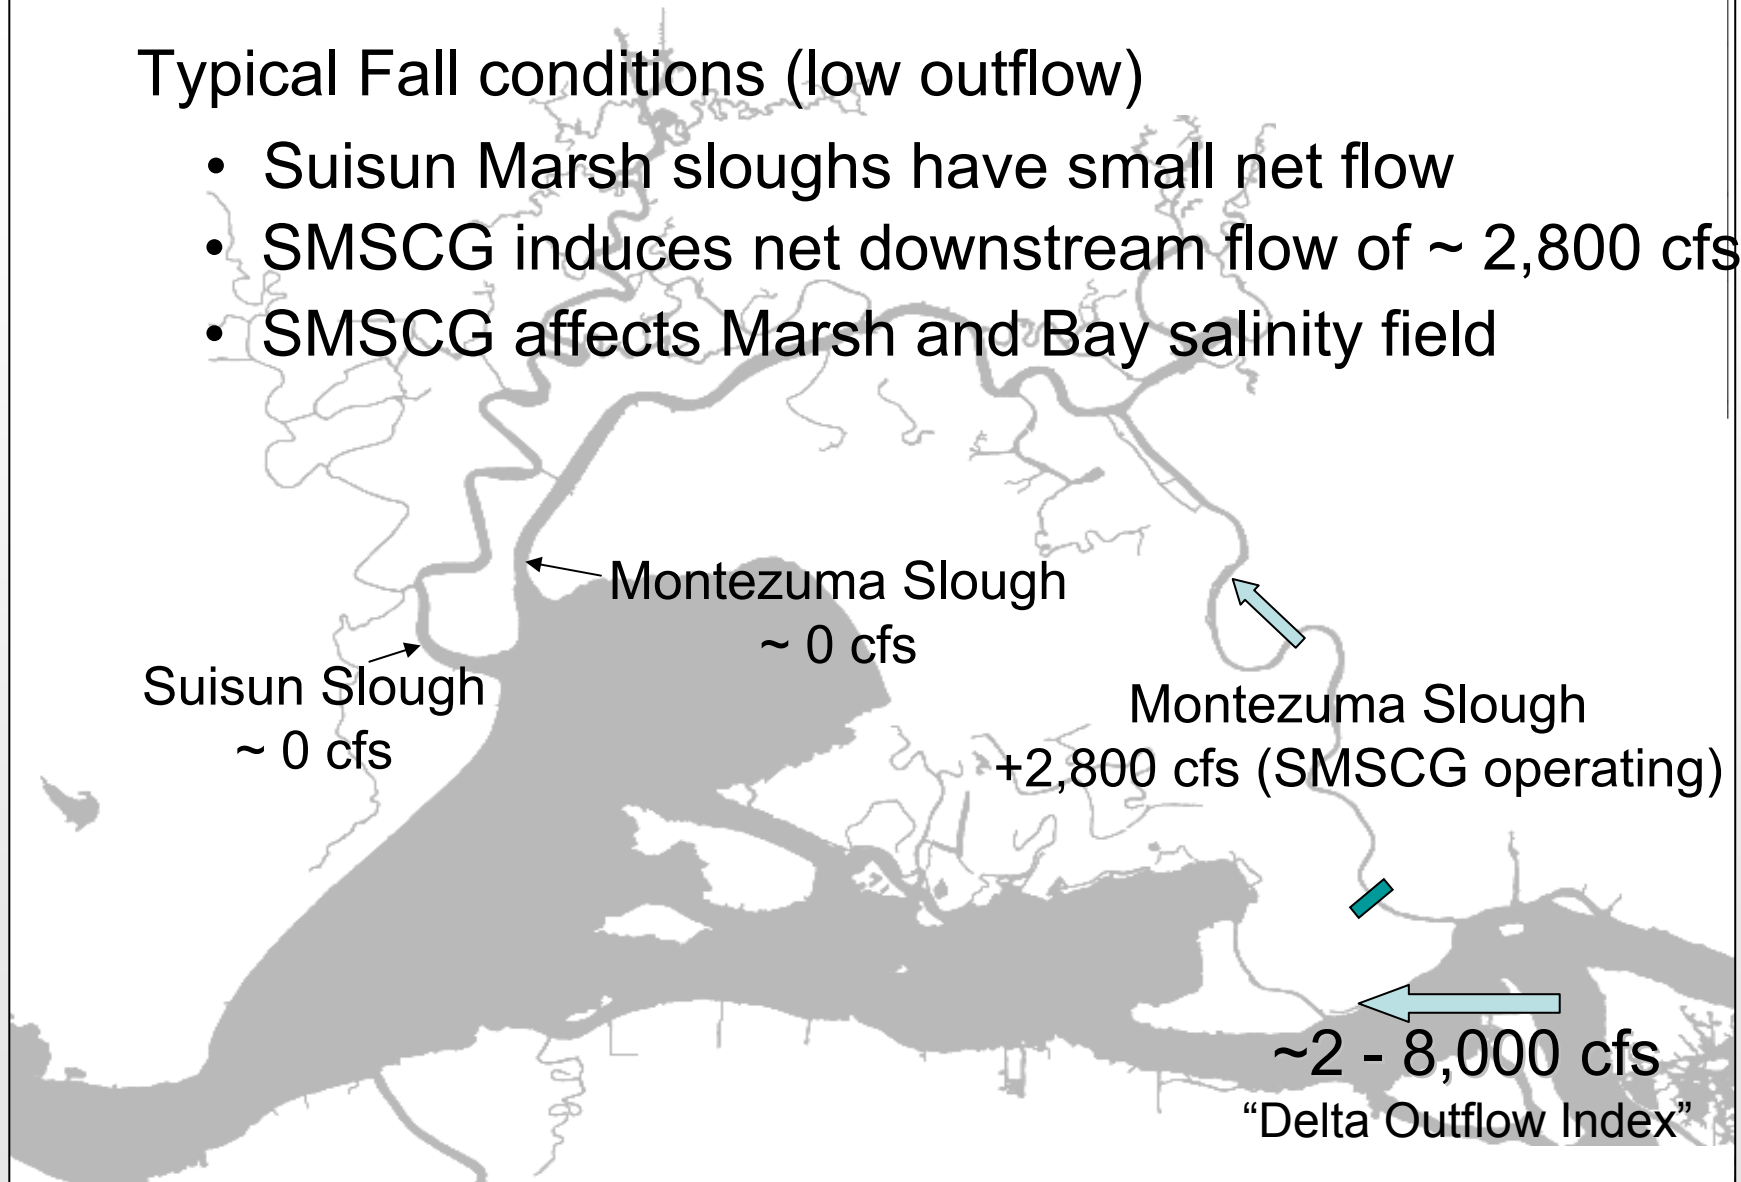 Typical Fall conditions (low outflow)
• Suisun Marsh sloughs have small net flow
• SMSCG induces net downstream flow of ~ 2,800 cfs
• SMSCG affects Marsh and Bay salinity field
Montezuma Slough
~ 0 cfs
Suisun Slough
~ 0 cfs
Montezuma Slough
+2,800 cfs (SMSCG operating)
~2 - 8,000 cfs
“Delta Outflow Index”